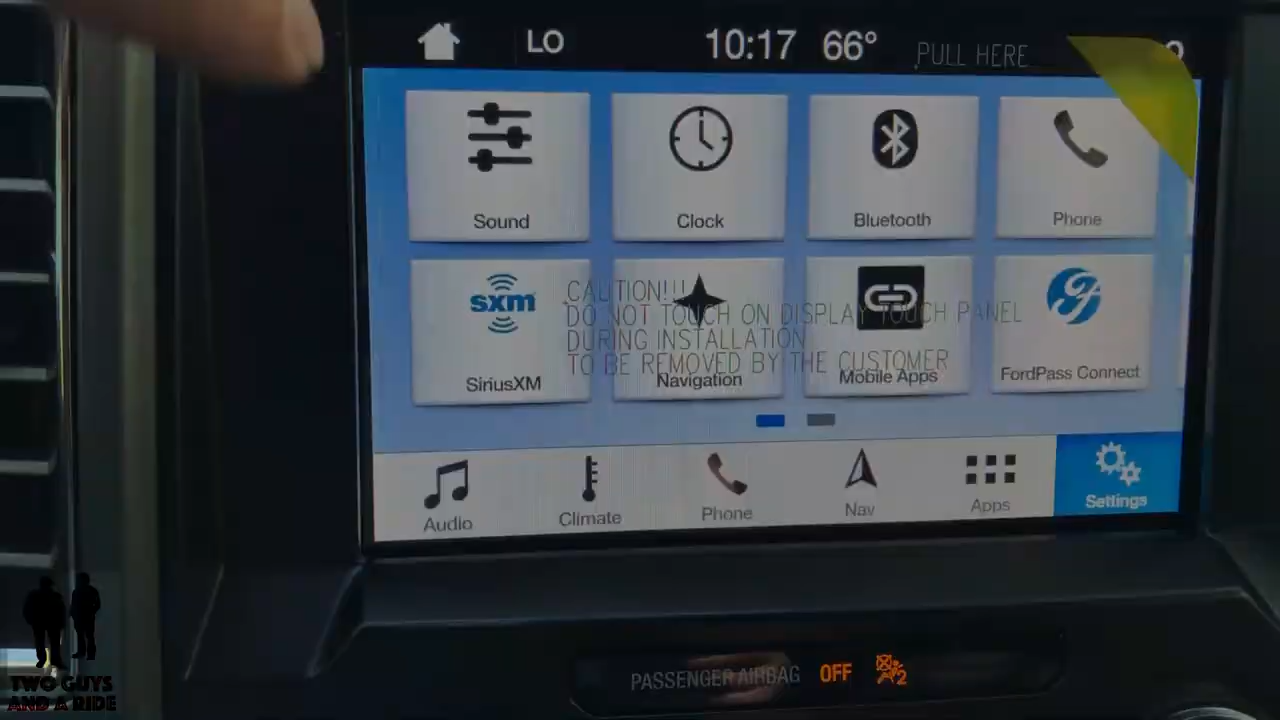 LO 10:17 66° PULL HERE
Sound Clock Bluetooth Phone
CAUTION!!!
DO NOT TOUCH ON DISPLAY TOUCH PANEL
DURING INSTALLATION
TO BE REMOVED BY THE CUSTOMER
sxm
SiriusXM Navigation Mobile Apps FordPass Connect
Audio Climate Phone Nav Apps Settings
PASSENGER AIRBAG OFF 2
TWO GUYS
AND A RIDE